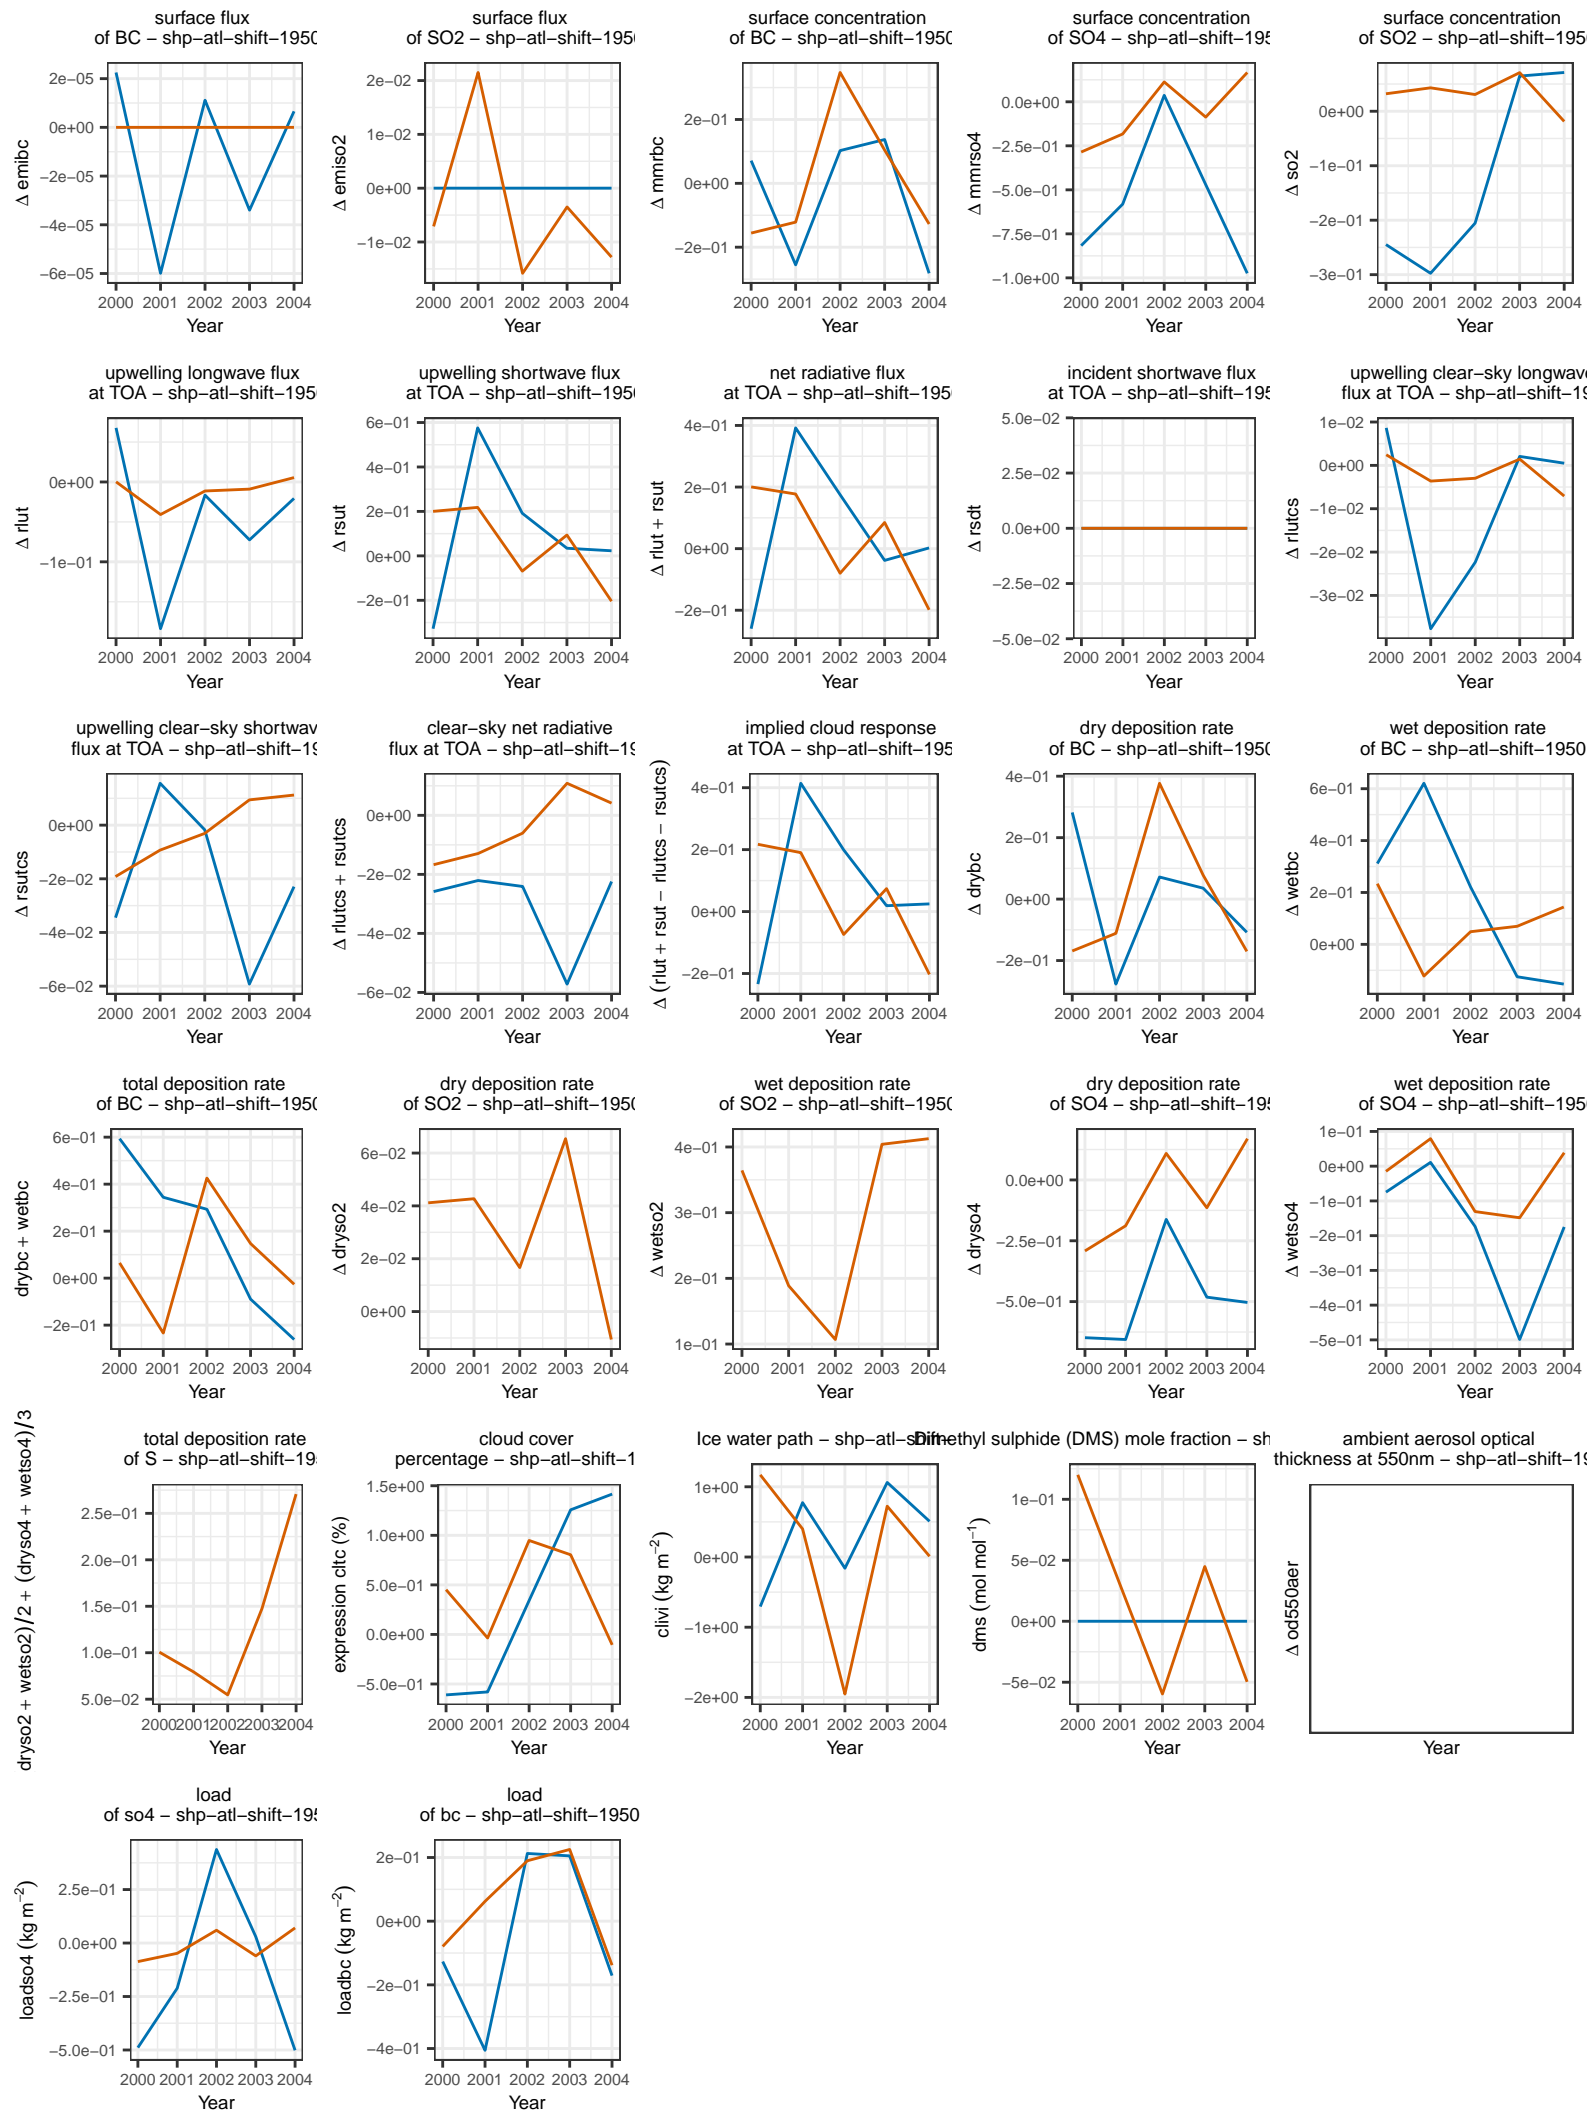 surface flux
of BC − shp−atl−shift−1950
Δ emibc
2e−05
0e+00
−2e−05
−4e−05
−6e−05
2000 2001 2002 2003 2004
Year
surface flux
of SO2 − shp−atl−shift−195
Δ emiso2
2e−02
1e−02
0e+00
−1e−02
2000 2001 2002 2003 2004
Year
surface concentration
of BC − shp−atl−shift−1950
Δ mmrbc
2e−01
0e+00
−2e−01
2000 2001 2002 2003 2004
Year
surface concentration
of SO4 − shp−atl−shift−195
Δ mmrso4
0.0e+00
−2.5e−01
−5.0e−01
−7.5e−01
−1.0e+00
2000 2001 2002 2003 2004
Year
surface concentration
of SO2 − shp−atl−shift−195
Δ so2
0e+00
−1e−01
−2e−01
−3e−01
2000 2001 2002 2003 2004
Year
upwelling longwave flux
at TOA − shp−atl−shift−195
Δ rlut
0e+00
−1e−01
2000 2001 2002 2003 2004
Year
upwelling shortwave flux
at TOA − shp−atl−shift−195
Δ rsut
6e−01
4e−01
2e−01
0e+00
−2e−01
2000 2001 2002 2003 2004
Year
net radiative flux
at TOA − shp−atl−shift−195
Δ rlut + rsut
4e−01
2e−01
0e+00
−2e−01
2000 2001 2002 2003 2004
Year
incident shortwave flux
at TOA − shp−atl−shift−195
Δ rsdt
5.0e−02
2.5e−02
0.0e+00
−2.5e−02
−5.0e−02
2000 2001 2002 2003 2004
Year
upwelling clear−sky longwave
flux at TOA − shp−atl−shift−19
Δ rlutcs
1e−02
0e+00
−1e−02
−2e−02
−3e−02
2000 2001 2002 2003 2004
Year
upwelling clear−sky shortwav
flux at TOA − shp−atl−shift−19
Δ rsutcs
0e+00
−2e−02
−4e−02
−6e−02
2000 2001 2002 2003 2004
Year
clear−sky net radiative
flux at TOA − shp−atl−shift−19
Δ rlutcs + rsutcs
0e+00
−2e−02
−4e−02
−6e−02
2000 2001 2002 2003 2004
Year
implied cloud response
at TOA − shp−atl−shift−195
Δ (rlut + rsut − rlutcs − rsutcs)
4e−01
2e−01
0e+00
−2e−01
2000 2001 2002 2003 2004
Year
dry deposition rate
of BC − shp−atl−shift−1950
Δ drybc
4e−01
2e−01
0e+00
−2e−01
2000 2001 2002 2003 2004
Year
wet deposition rate
of BC − shp−atl−shift−1950
Δ wetbc
6e−01
4e−01
2e−01
0e+00
2000 2001 2002 2003 2004
Year
total deposition rate
of BC − shp−atl−shift−1950
drybc + wetbc
6e−01
4e−01
2e−01
0e+00
−2e−01
2000 2001 2002 2003 2004
Year
dry deposition rate
of SO2 − shp−atl−shift−1950
Δ dryso2
6e−02
4e−02
2e−02
0e+00
2000 2001 2002 2003 2004
Year
wet deposition rate
of SO2 − shp−atl−shift−1950
Δ wetso2
4e−01
3e−01
2e−01
1e−01
2000 2001 2002 2003 2004
Year
dry deposition rate
of SO4 − shp−atl−shift−195
Δ dryso4
0.0e+00
−2.5e−01
−5.0e−01
2000 2001 2002 2003 2004
Year
wet deposition rate
of SO4 − shp−atl−shift−195
Δ wetso4
1e−01
0e+00
−1e−01
−2e−01
−3e−01
−4e−01
−5e−01
2000 2001 2002 2003 2004
Year
total deposition rate
of S − shp−atl−shift−19
dryso2 + wetso2)/2 + (dryso4 + wetso4)/3
2.5e−01
2.0e−01
1.5e−01
1.0e−01
5.0e−02
2000 2001 2002 2003 2004
Year
cloud cover
percentage − shp−atl−shift−1
expression cltc (%)
1.5e+00
1.0e+00
5.0e−01
0.0e+00
−5.0e−01
2000 2001 2002 2003 2004
Year
Ice water path − shp−atl−shift−
clivi (kg m−2)
1e+00
0e+00
−1e+00
−2e+00
2000 2001 2002 2003 2004
Year
Dimethyl sulphide (DMS) mole fraction − sh
dms (mol mol−1)
1e−01
5e−02
0e+00
−5e−02
2000 2001 2002 2003 2004
Year
ambient aerosol optical
thickness at 550nm − shp−atl−shift−19
Δ od550aer
Year
load
of so4 − shp−atl−shift−195
loadso4 (kg m−2)
2.5e−01
0.0e+00
−2.5e−01
−5.0e−01
2000 2001 2002 2003 2004
Year
load
of bc − shp−atl−shift−1950
loadbc (kg m−2)
2e−01
0e+00
−2e−01
−4e−01
2000 2001 2002 2003 2004
Year